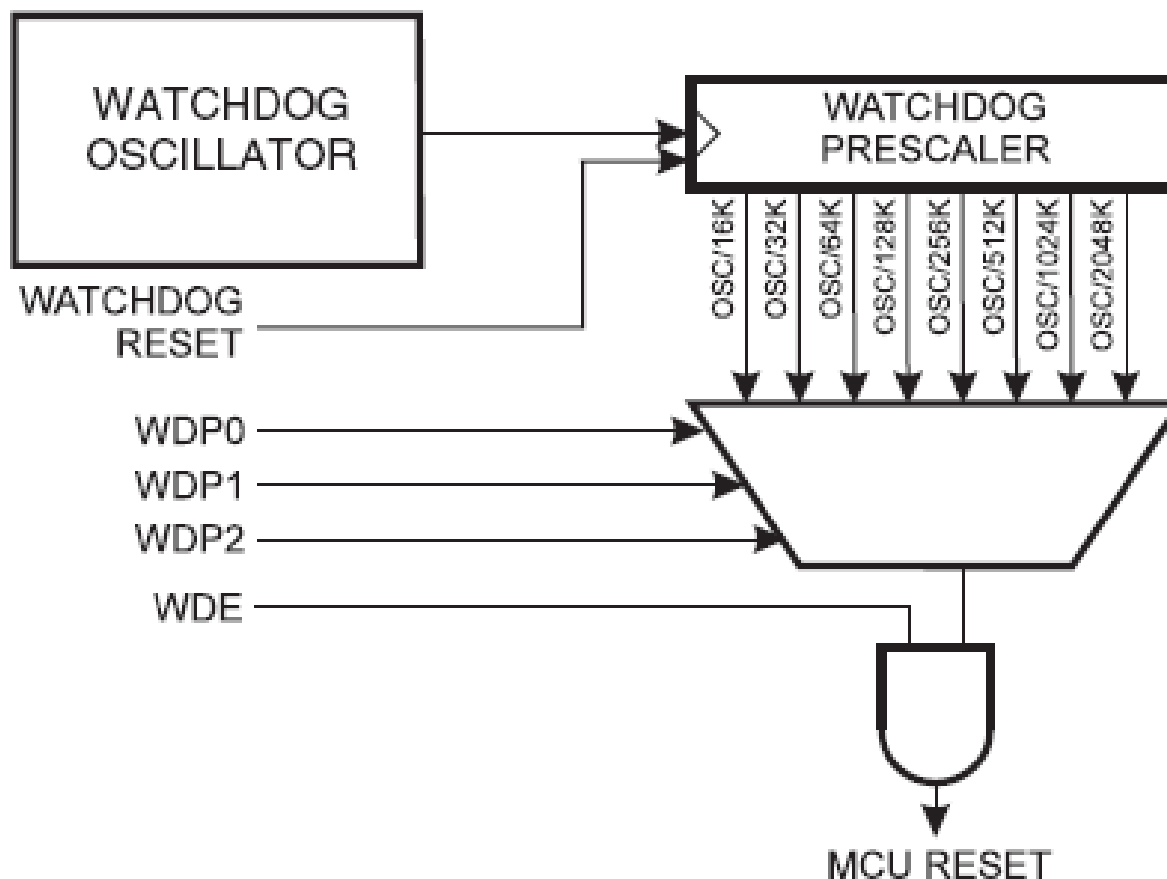 WATCHDOG
OSCILLATOR
WATCHDOG
PRESCALER
OSC/16K
OSC/32K
OSC/64K
OSC/128K
OSC/256K
OSC/512K
OSC/1024K
OSC/2048K
WATCHDOG
RESET
WDP0
WDP1
WDP2
WDE
MCU RESET